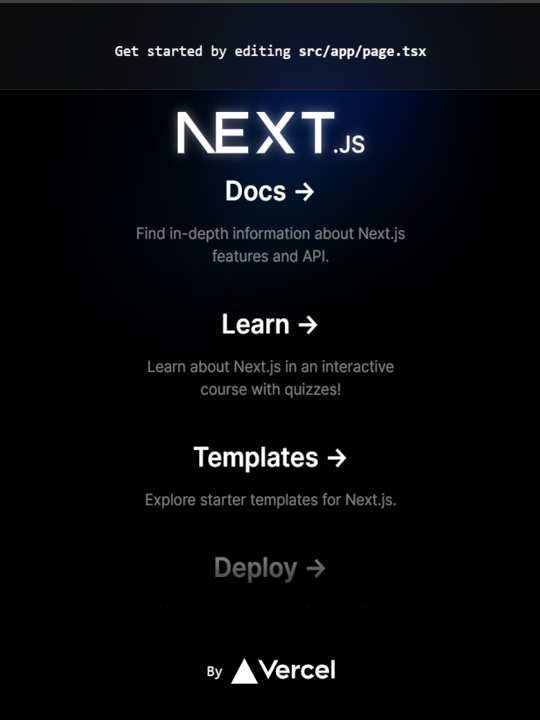 Get started by editing src/app/page.tsx
NEXT.JS
Docs →
Find in-depth information about Next.js
features and API.
Learn →
Learn about Next.js in an interactive
course with quizzes!
Templates →
Explore starter templates for Next.js.
Deploy →
By ▲Vercel